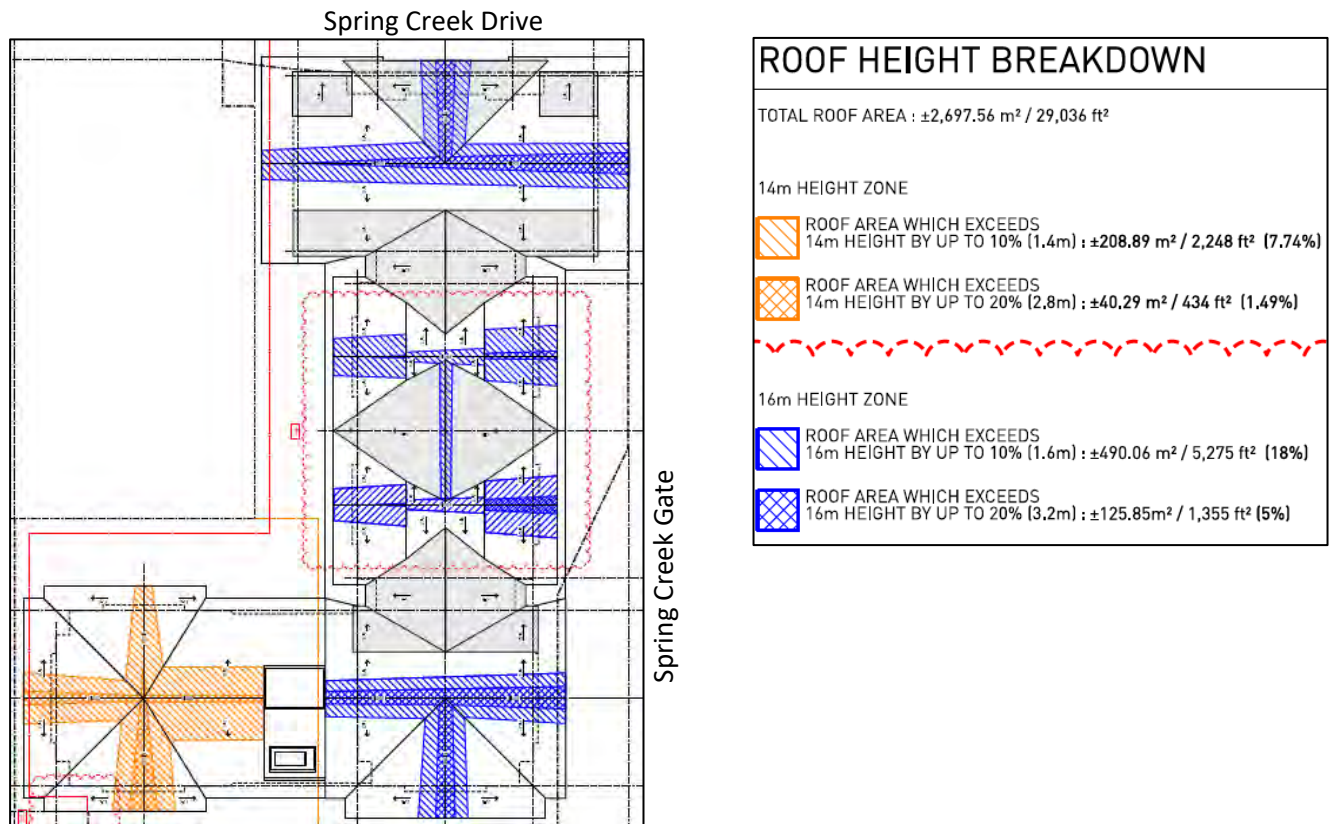 Spring Creek Drive
Spring Creek Gate
ROOF HEIGHT BREAKDOWN
TOTAL ROOF AREA : ±2,697.56 m² / 29,036 ft²
14m HEIGHT ZONE
ROOF AREA WHICH EXCEEDS
14m HEIGHT BY UP TO 10% (1.4m) : ±208.89 m² / 2,248 ft² (7.74%)
ROOF AREA WHICH EXCEEDS
14m HEIGHT BY UP TO 20% (2.8m) : ±40.29 m² / 434 ft² (1.49%)
16m HEIGHT ZONE
ROOF AREA WHICH EXCEEDS
16m HEIGHT BY UP TO 10% (1.6m) : ±490.06 m² / 5,275 ft² (18%)
ROOF AREA WHICH EXCEEDS
16m HEIGHT BY UP TO 20% (3.2m) : ±125.85m² / 1,355 ft² (5%)